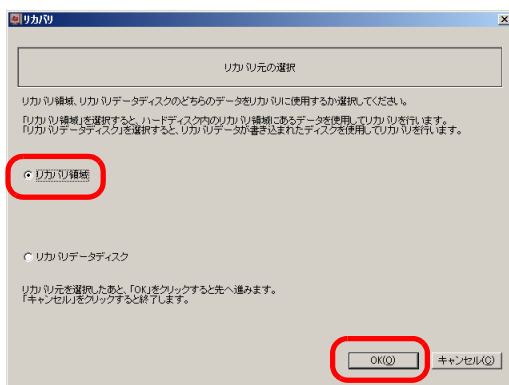 リカバリ
リカバリ元の選択
リカバリ領域、リカバリデータディスクのどちらのデータをリカバリに使用するか選択してください。
「リカバリ領域」を選択すると、ハードディスク内のリカバリ領域にあるデータを使用してリカバリを行います。
「リカバリデータディスク」を選択すると、リカバリデータが書き込まれたディスクを使用してリカバリを行います。
リカバリ領域
リカバリデータディスク
リカバリ元を選択したあと、「OK」をクリックすると先へ進みます。
「キャンセル」をクリックすると終了します。
OK(O) キャンセル(C)